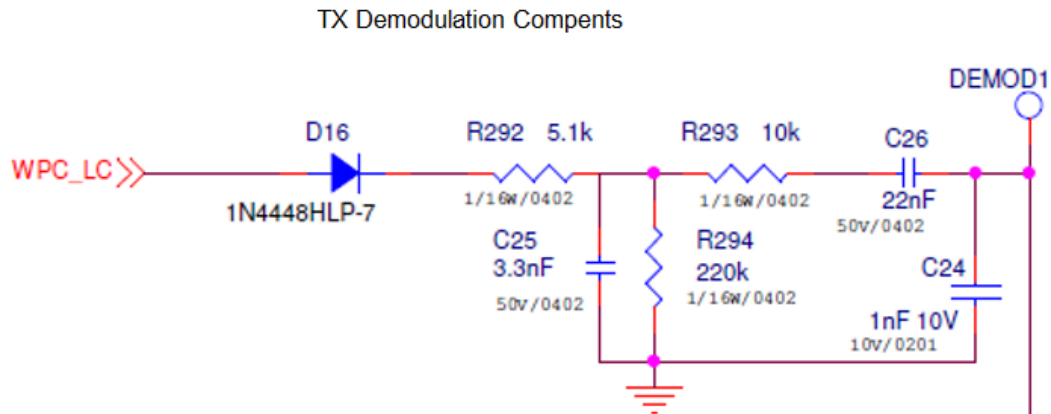 TX Demodulation Compents
DEMOD1
D16
R292 5.1k
R293 10k
C26
WPC_LC
1N4448HLP-7
1/16W/0402
1/16W/0402
22nF
50V/0402
C25
3.3nF
50V/0402
R294
220k
1/16W/0402
C24
1nF 10V
10V/0201